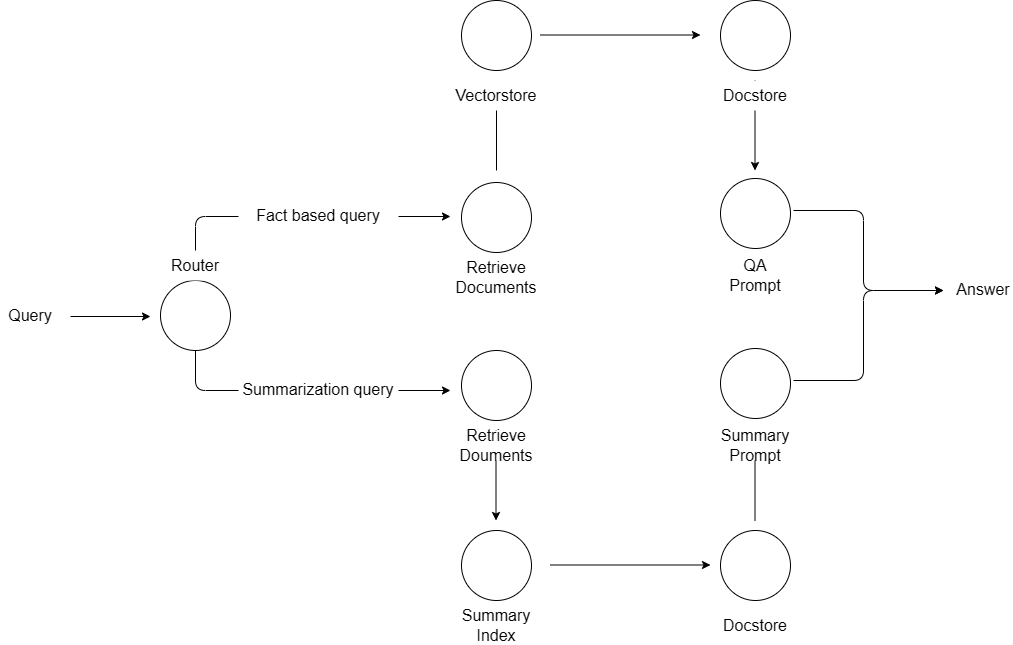 Vectorstore
Docstore
Fact based query
Router
Retrieve
Documents
QA
Prompt
Query
Answer
Summarization query
Retrieve
Douments
Summary
Prompt
Summary
Index
Docstore